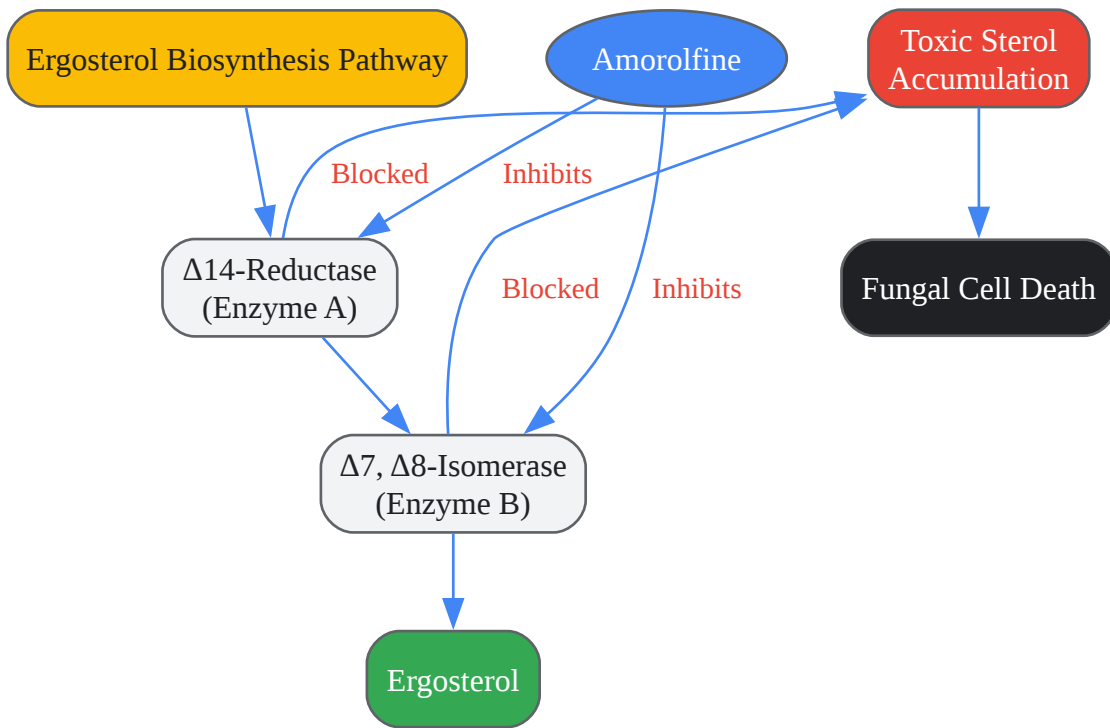 Ergosterol Biosynthesis Pathway
Amorolfine
Toxic Sterol
Accumulation
Blocked
Inhibits
Δ14-Reductase
(Enzyme A)
Blocked
Inhibits
Fungal Cell Death
Δ7, Δ8-Isomerase
(Enzyme B)
Ergosterol